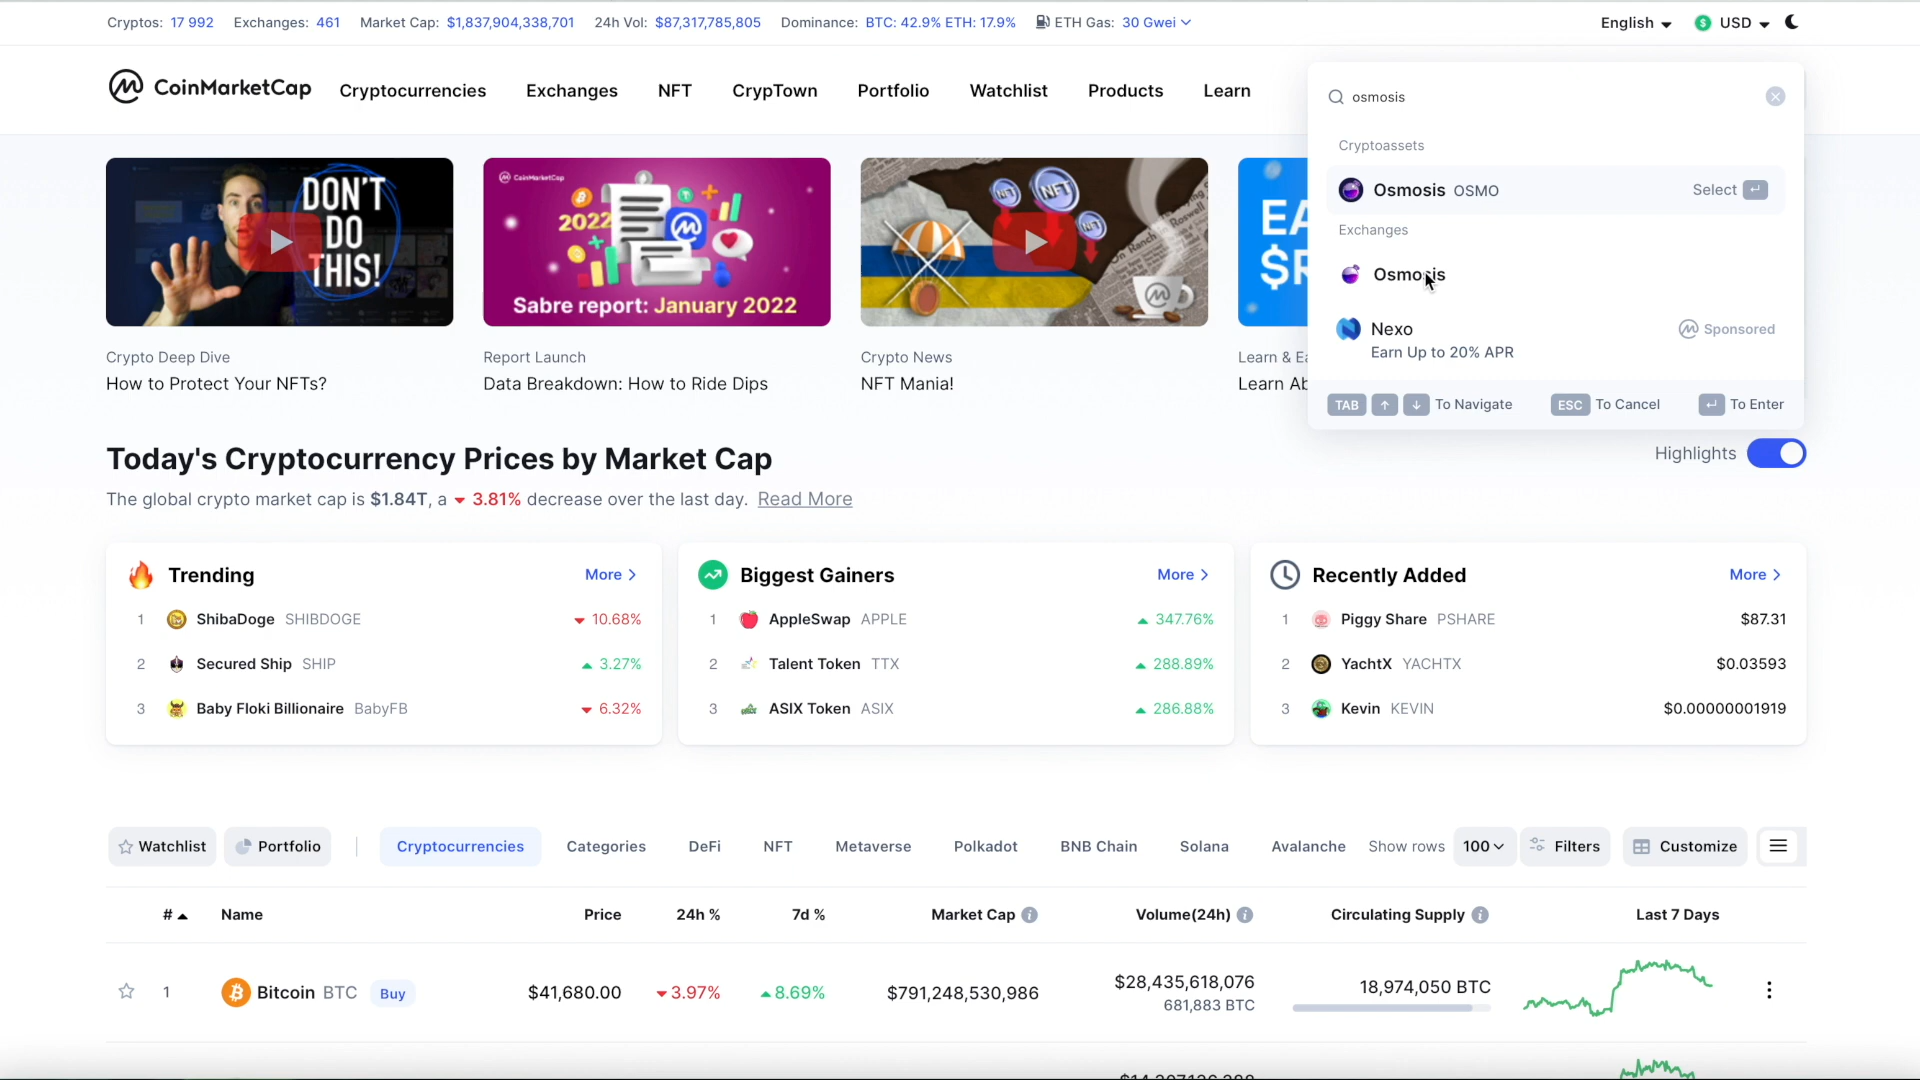 Cryptos: 17 992 Exchanges: 461 Market Cap: $1,837,904,338,701 24h Vol: $87,317,785,805 Dominance: BTC: 42.9% ETH: 17.9% ETH Gas: 30 Gwei English USD
CoinMarketCap Cryptocurrencies Exchanges NFT CrypTown Portfolio Watchlist Products Learn
osmosis
Cryptoassets
Osmosis OSMO Select
Exchanges
Osmosis
Nexo Sponsored
Earn Up to 20% APR
TAB To Navigate ESC To Cancel To Enter
DON'T
DO
THIS!
CoinMarketCap
2022
Sabre report: January 2022
NFT
NFT
Roswell
Crypto Deep Dive
How to Protect Your NFTs?
Report Launch
Data Breakdown: How to Ride Dips
Crypto News
NFT Mania!
Today's Cryptocurrency Prices by Market Cap
Highlights
The global crypto market cap is $1.84T, a 3.81% decrease over the last day. Read More
Trending More
1 ShibaDoge SHIBDOGE 10.68%
2 Secured Ship SHIP 3.27%
3 Baby Floki Billionaire BabyFB 6.32%
Biggest Gainers More
1 AppleSwap APPLE 347.76%
2 Talent Token TTX 288.89%
3 ASIX Token ASIX 286.88%
Recently Added More
1 Piggy Share PSHARE $87.31
2 YachtX YACHTX $0.03593
3 Kevin KEVIN $0.00000001919
Watchlist Portfolio Cryptocurrencies Categories DeFi NFT Metaverse Polkadot BNB Chain Solana Avalanche Show rows 100 Filters Customize
# Name Price 24h % 7d % Market Cap Volume(24h) Circulating Supply Last 7 Days
1 Bitcoin BTC Buy $41,680.00 3.97% 8.69% $791,248,530,986 $28,435,618,076 18,974,050 BTC
681,883 BTC